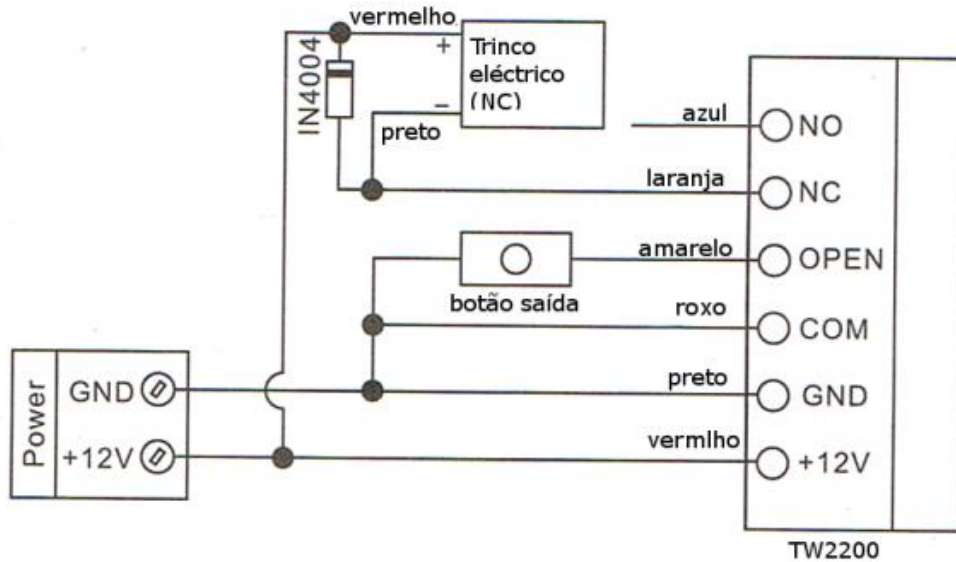 vermelho
+
Trinco
eléctrico
(NC)
IN4004
−
preto
azul
NO
laranja
NC
amarelo
OPEN
botão saída
roxo
COM
Power
GND
preto
GND
+12V
vermlho
+12V
TW2200